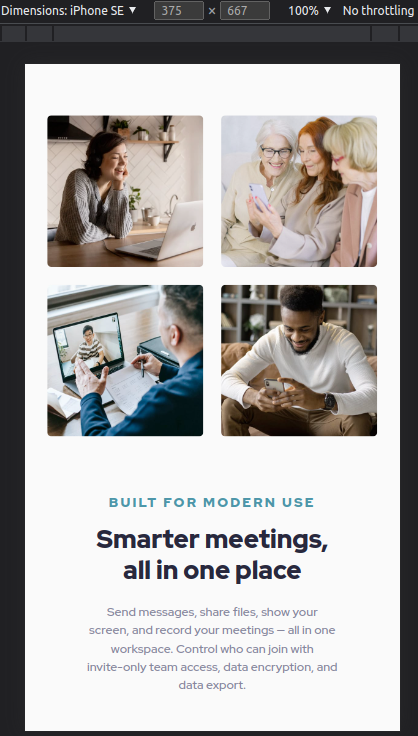 Dimensions: iPhone SE ▼ 375 × 667 100% ▼ No throttling
BUILT FOR MODERN USE
Smarter meetings,
all in one place
Send messages, share files, show your
screen, and record your meetings — all in one
workspace. Control who can join with
invite-only team access, data encryption, and
data export.